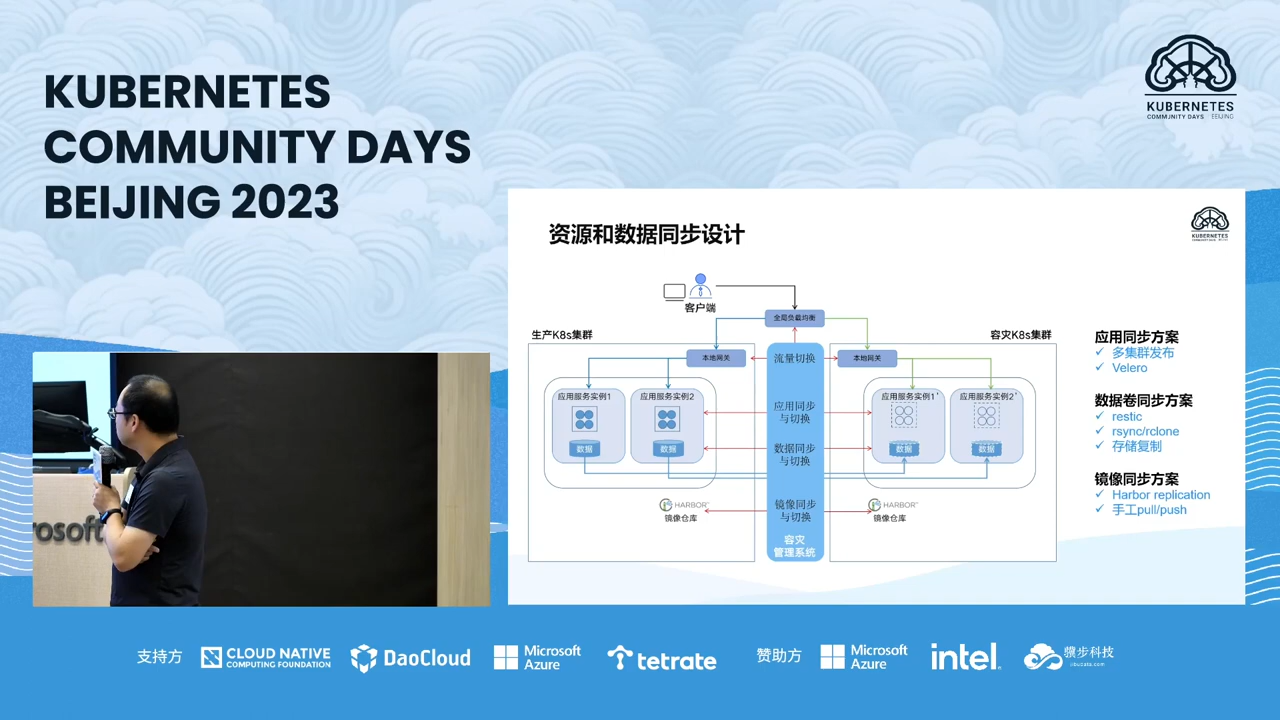 KUBERNETES
COMMUNITY DAYS
BEIJING 2023
KUBERNETES
COMMUNITY DAYS BEIJING
资源和数据同步设计
KUBERNETES
客户端
全局负载均衡
生产K8s集群
容灾K8s集群
本地网关
流量切换
本地网关
应用服务实例1
应用服务实例2
应用同步
与切换
应用服务实例1'
应用服务实例2'
数据
数据
数据同步
与切换
数据
数据
HARBOR™
镜像仓库
镜像同步
与切换
HARBOR™
镜像仓库
容灾
管理系统
应用同步方案
✓ 多集群发布
✓ Velero
数据卷同步方案
✓ restic
✓ rsync/rclone
✓ 存储复制
镜像同步方案
✓ Harbor replication
✓ 手工pull/push
rosoft
支持方
CLOUD NATIVE
COMPUTING FOUNDATION
DaoCloud
Microsoft
Azure
tetrate
赞助方
Microsoft
Azure
intel.
骥步科技